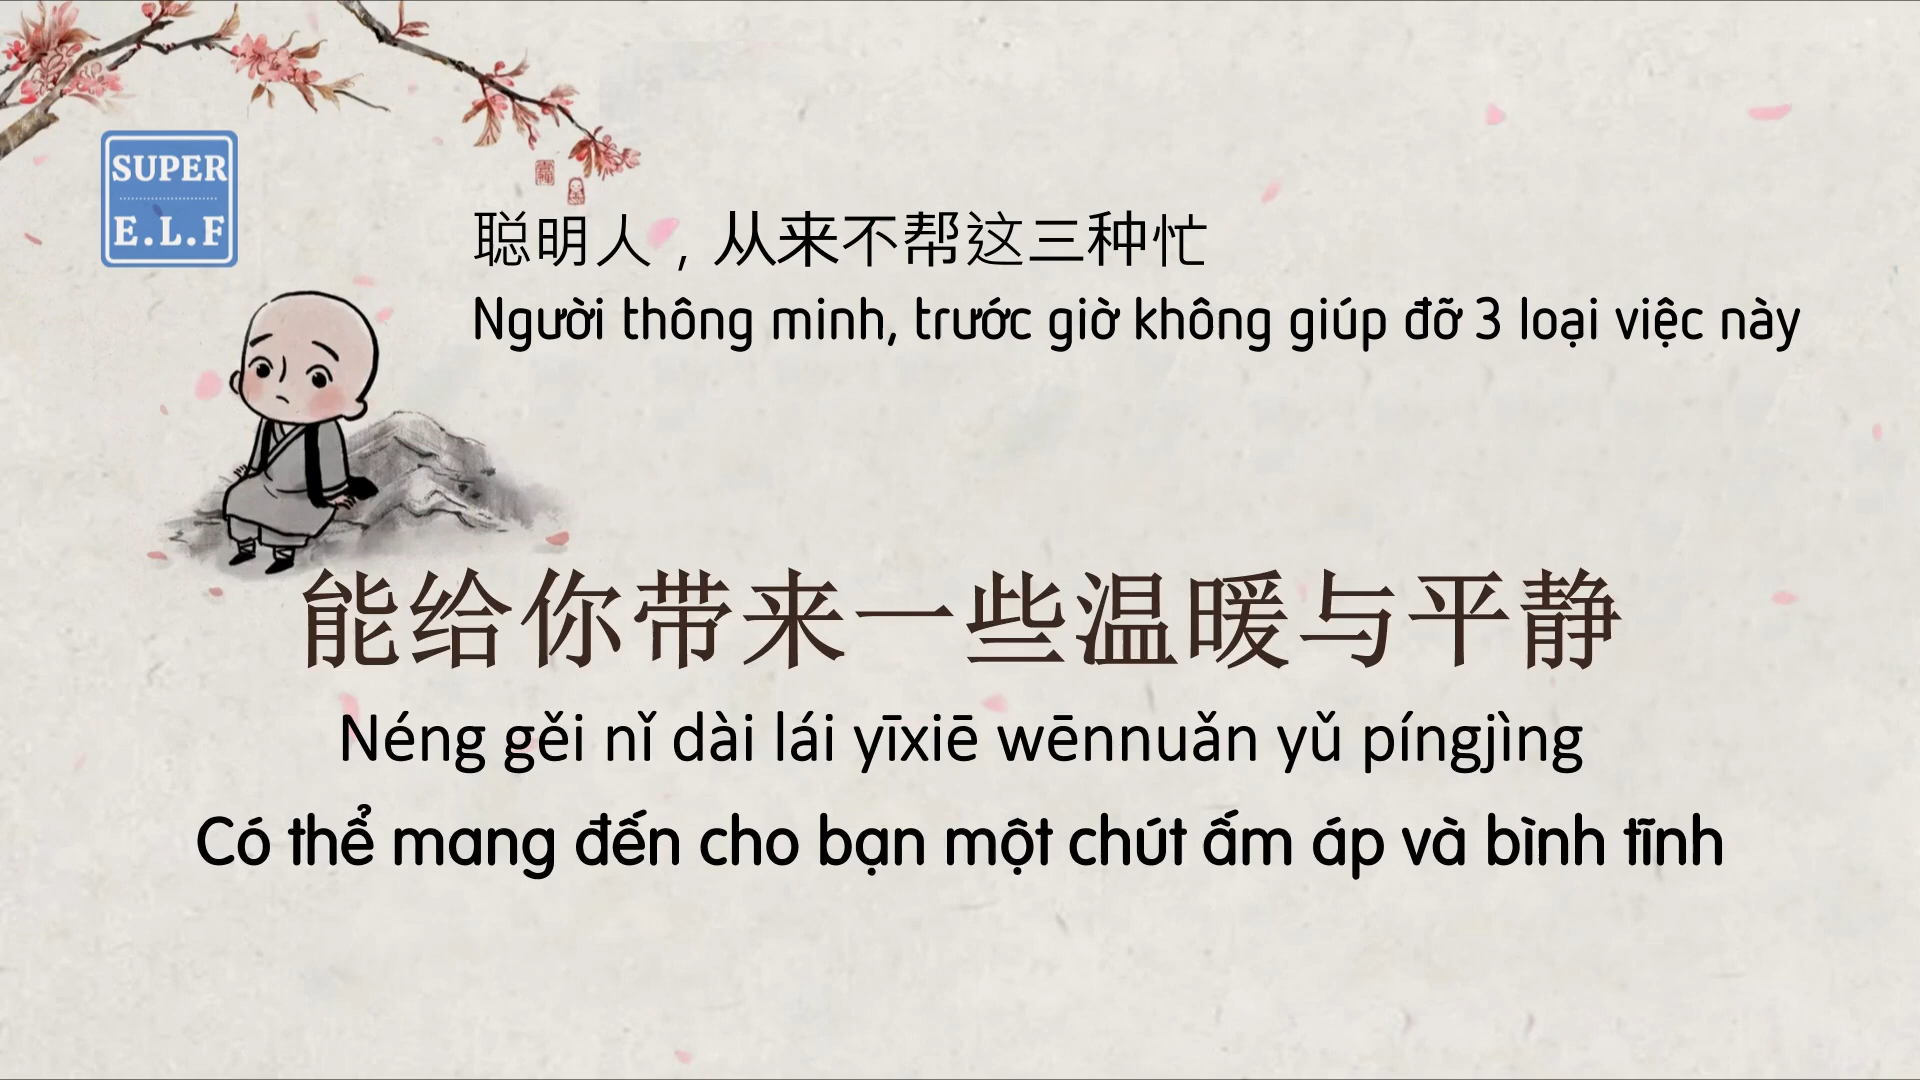 SUPER
E.L.F
聪明人，从来不帮这三种忙
Người thông minh, trước giờ không giúp đỡ 3 loại việc này
能给你带来一些温暖与平静
Néng gěi nǐ dài lái yīxiē wēnnuǎn yǔ píngjìng
Có thể mang đến cho bạn một chút ấm áp và bình tĩnh